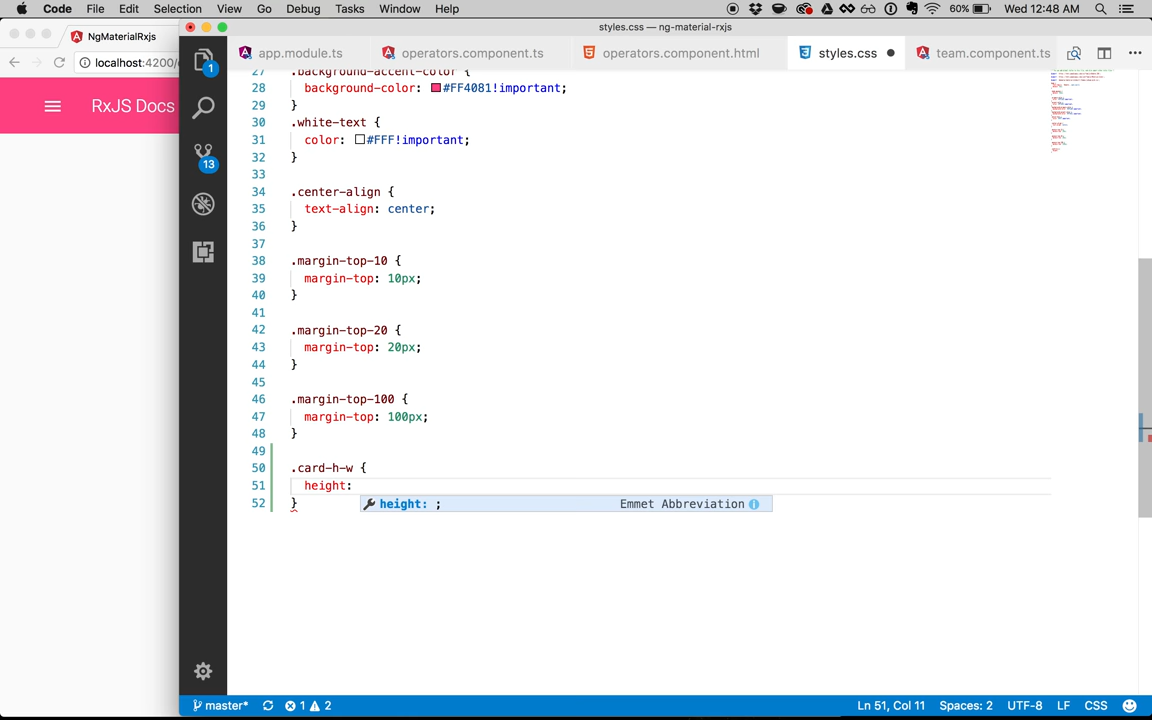 Code File Edit Selection View Go Debug Tasks Window Help 60% Wed 12:48 AM
styles.css — ng-material-rxjs
NgMaterialRxjs
localhost:4200/
RxJS Docs
app.module.ts operators.component.ts operators.component.html styles.css team.component.ts
1
13
27 .background-accent-color {
28 background-color: #FF4081!important;
29 }
30 .white-text {
31 color: #FFF!important;
32 }
33
34 .center-align {
35 text-align: center;
36 }
37
38 .margin-top-10 {
39 margin-top: 10px;
40 }
41
42 .margin-top-20 {
43 margin-top: 20px;
44 }
45
46 .margin-top-100 {
47 margin-top: 100px;
48 }
49
50 .card-h-w {
51 height:
52 }
height: ; Emmet Abbreviation
master* 1 2 Ln 51, Col 11 Spaces: 2 UTF-8 LF CSS